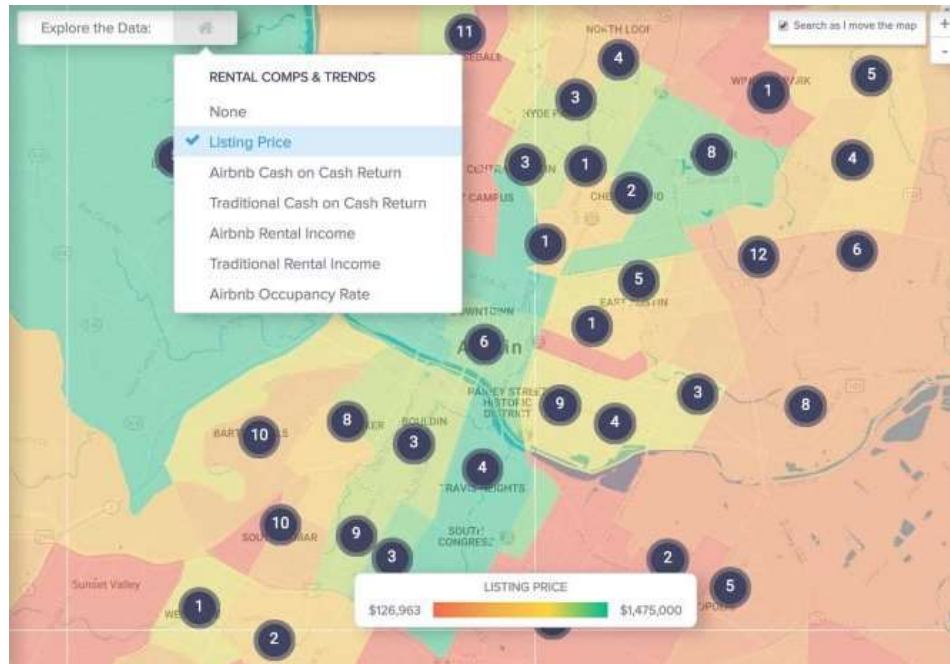 Explore the Data:
Search as I move the map
+
-
RENTAL COMPS & TRENDS
None
Listing Price
Airbnb Cash on Cash Return
Traditional Cash on Cash Return
Airbnb Rental Income
Traditional Rental Income
Airbnb Occupancy Rate
11
NORTH LOOP
4
5
1
3
HYDE
3
1
8
4
CAMPUS
2
1
12
6
5
EAST AUSTIN
DOWNTOWN
1
6
RAINEY STREET
HISTORIC
DISTRICT
9
4
3
8
10
8
BOULDIN
3
4
TRAVIS HEIGHTS
10
9
SOUTH
CONGRESS
3
2
5
Sunset Valley
1
2
LISTING PRICE
$126,963
$1,475,000